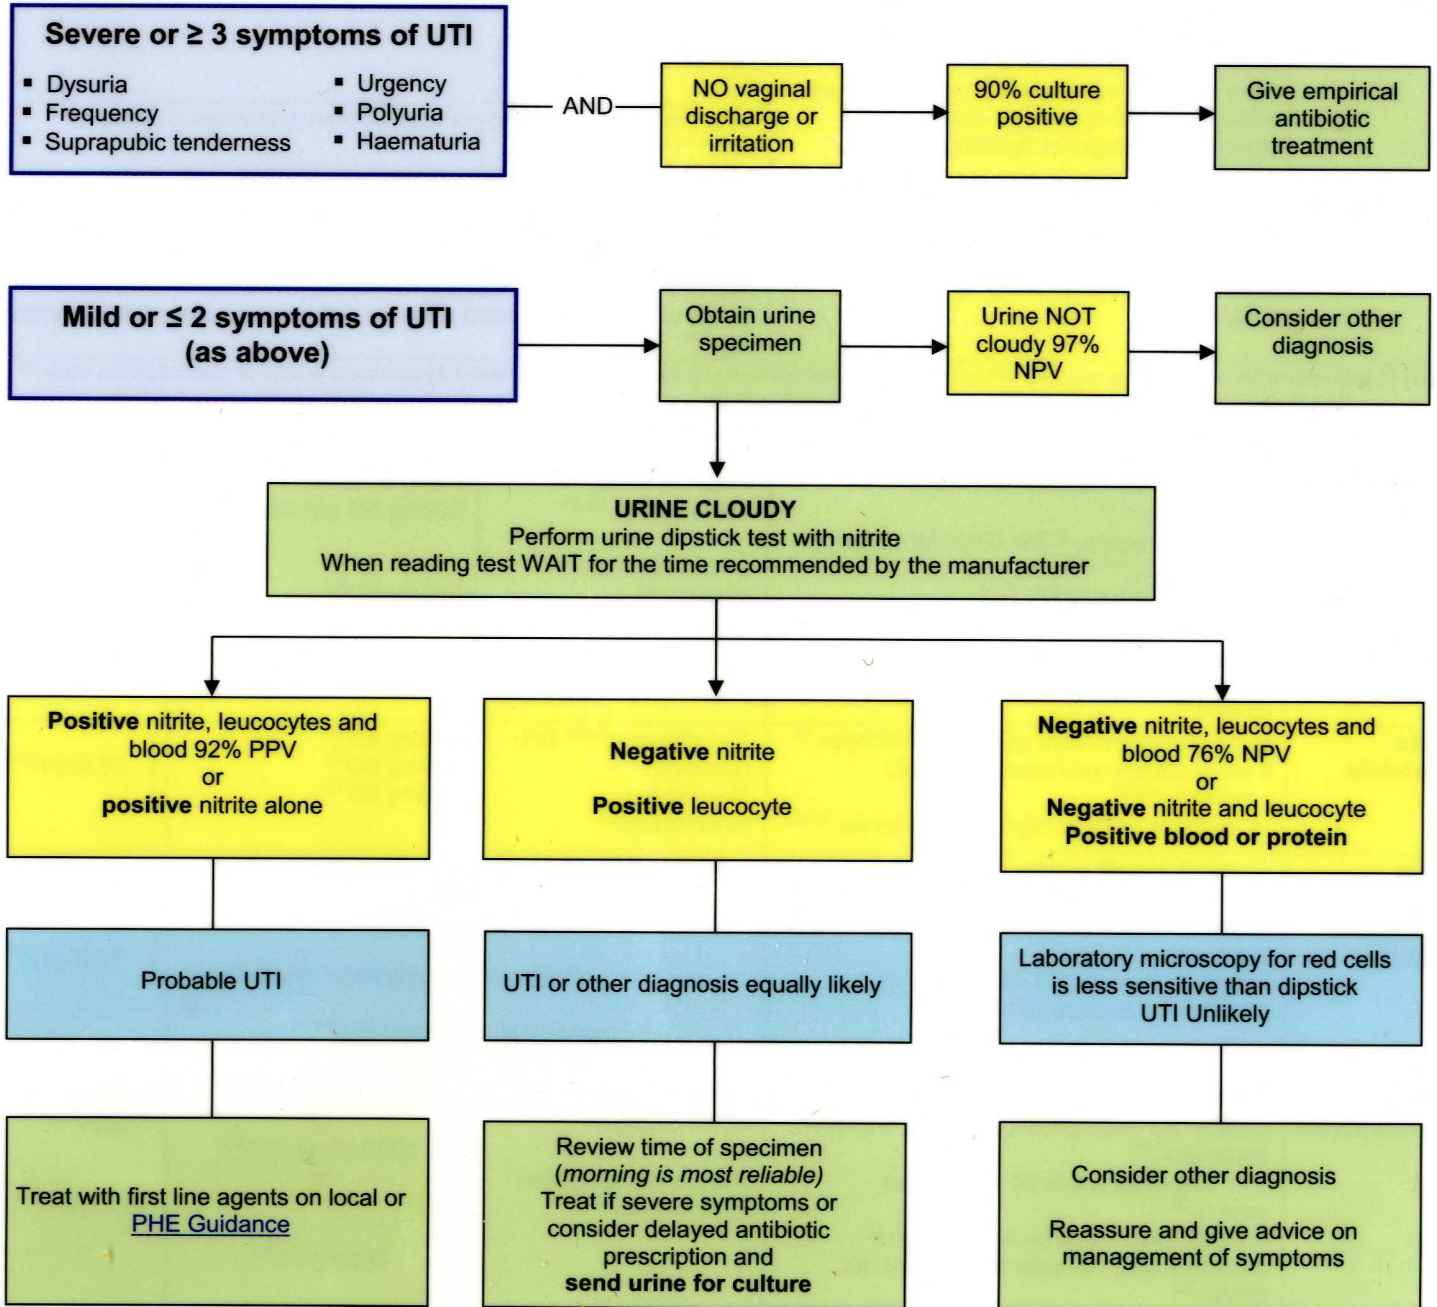 Severe or ≥ 3 symptoms of UTI
▪ Dysuria
▪ Frequency
▪ Suprapubic tenderness
▪ Urgency
▪ Polyuria
▪ Haematuria
AND
NO vaginal
discharge or
irritation
90% culture
positive
Give empirical
antibiotic
treatment
Mild or ≤ 2 symptoms of UTI
(as above)
Obtain urine
specimen
Urine NOT
cloudy 97%
NPV
Consider other
diagnosis
URINE CLOUDY
Perform urine dipstick test with nitrite
When reading test WAIT for the time recommended by the manufacturer
Positive nitrite, leucocytes and
blood 92% PPV
or
positive nitrite alone
Negative nitrite
Positive leucocyte
Negative nitrite, leucocytes and
blood 76% NPV
or
Negative nitrite and leucocyte
Positive blood or protein
Probable UTI
UTI or other diagnosis equally likely
Laboratory microscopy for red cells
is less sensitive than dipstick
UTI Unlikely
Treat with first line agents on local or
PHE Guidance
Review time of specimen
(morning is most reliable)
Treat if severe symptoms or
consider delayed antibiotic
prescription and
send urine for culture
Consider other diagnosis
Reassure and give advice on
management of symptoms